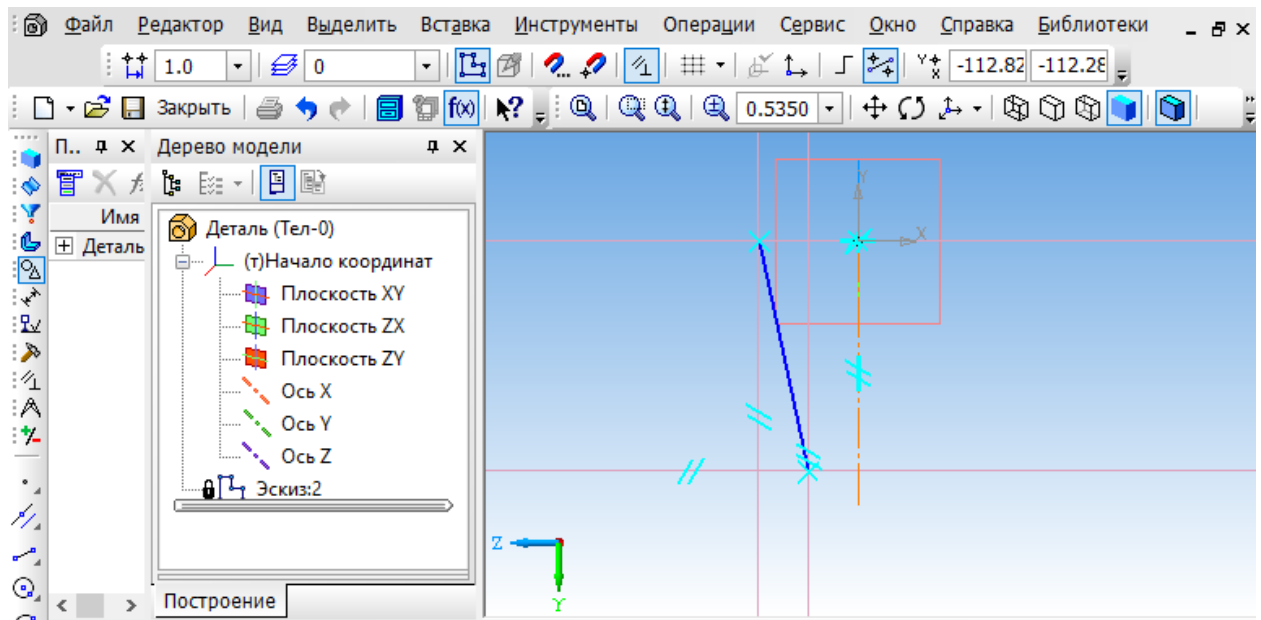 Файл Редактор Вид Выделить Вставка Инструменты Операции Сервис Окно Справка Библиотеки
1.0 0 -112.82 -112.28
Закрыть f(x) 0.5350
П.. Дерево модели
Имя
Деталь
Деталь (Тел-0)
(т)Начало координат
Плоскость XY
Плоскость ZX
Плоскость ZY
Ось X
Ось Y
Ось Z
Эскиз:2
Построение
Y
X
Z
Y